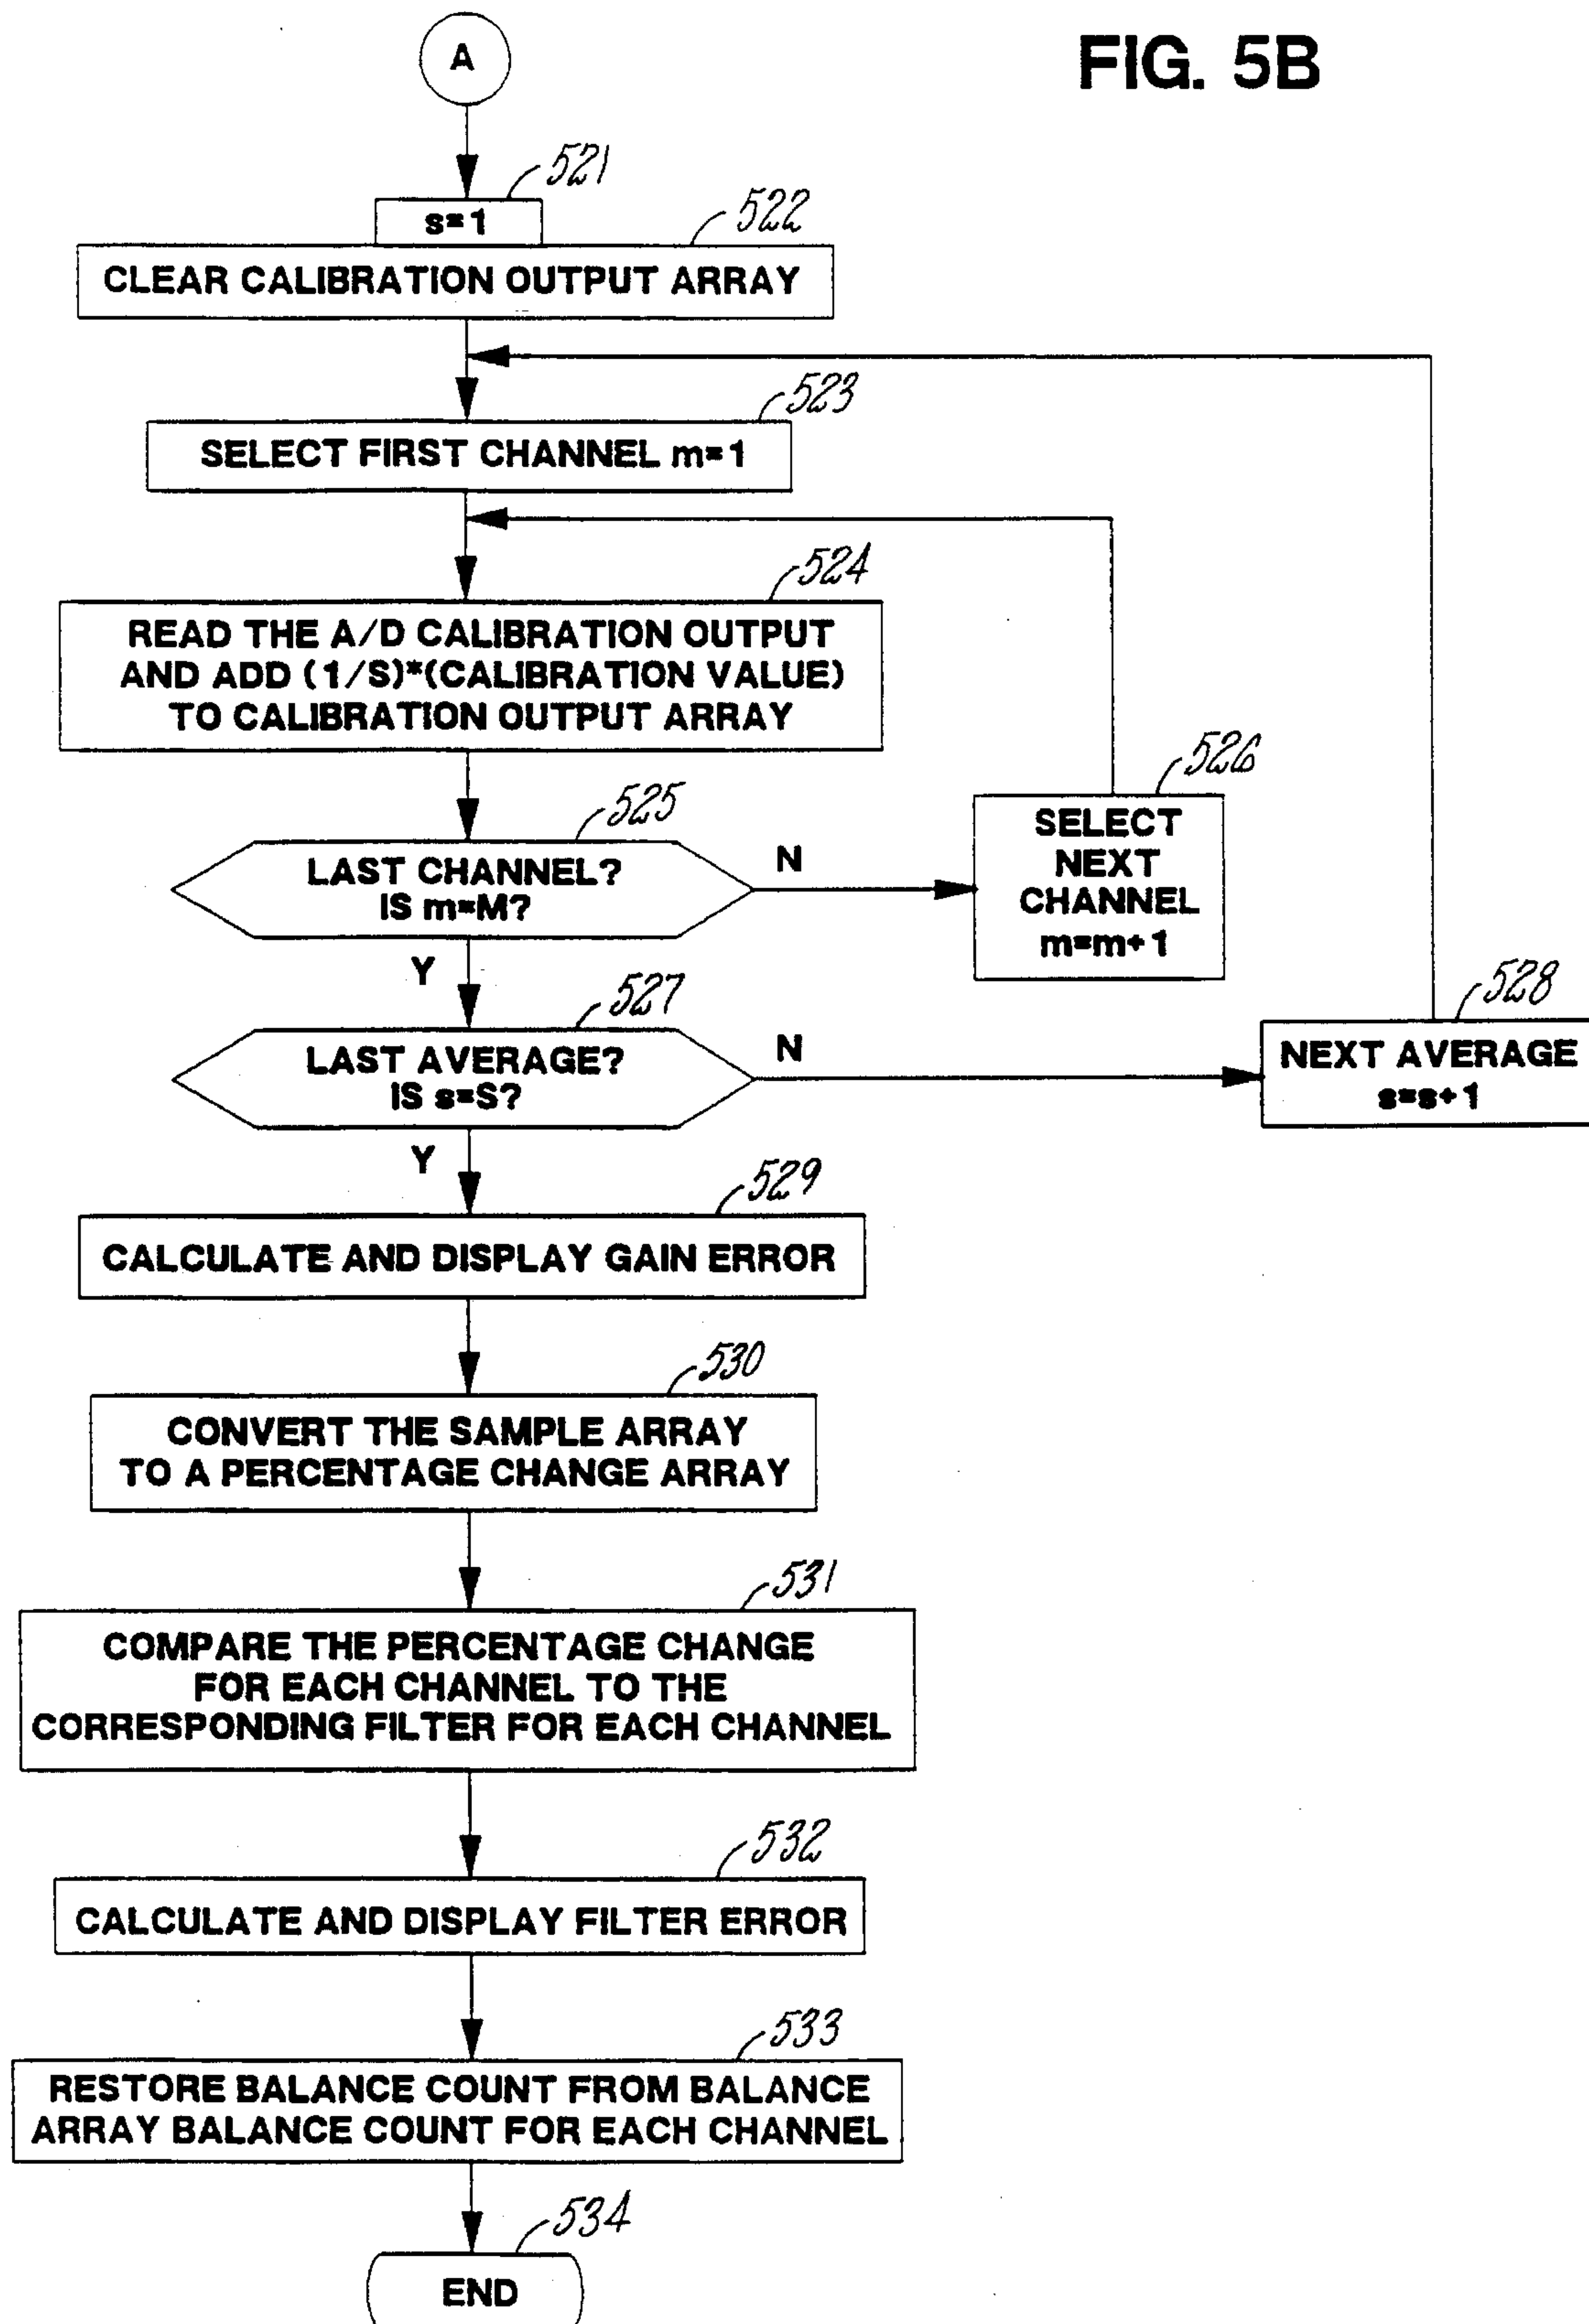 FIG. 5B
A
521
s=1
522
CLEAR CALIBRATION OUTPUT ARRAY
523
SELECT FIRST CHANNEL m=1
524
READ THE A/D CALIBRATION OUTPUT
AND ADD (1/S)*(CALIBRATION VALUE)
TO CALIBRATION OUTPUT ARRAY
525
LAST CHANNEL?
IS m=M?
N
526
SELECT
NEXT
CHANNEL
m=m+1
Y
527
LAST AVERAGE?
IS s=S?
N
528
NEXT AVERAGE
s=s+1
Y
529
CALCULATE AND DISPLAY GAIN ERROR
530
CONVERT THE SAMPLE ARRAY
TO A PERCENTAGE CHANGE ARRAY
531
COMPARE THE PERCENTAGE CHANGE
FOR EACH CHANNEL TO THE
CORRESPONDING FILTER FOR EACH CHANNEL
532
CALCULATE AND DISPLAY FILTER ERROR
533
RESTORE BALANCE COUNT FROM BALANCE
ARRAY BALANCE COUNT FOR EACH CHANNEL
534
END